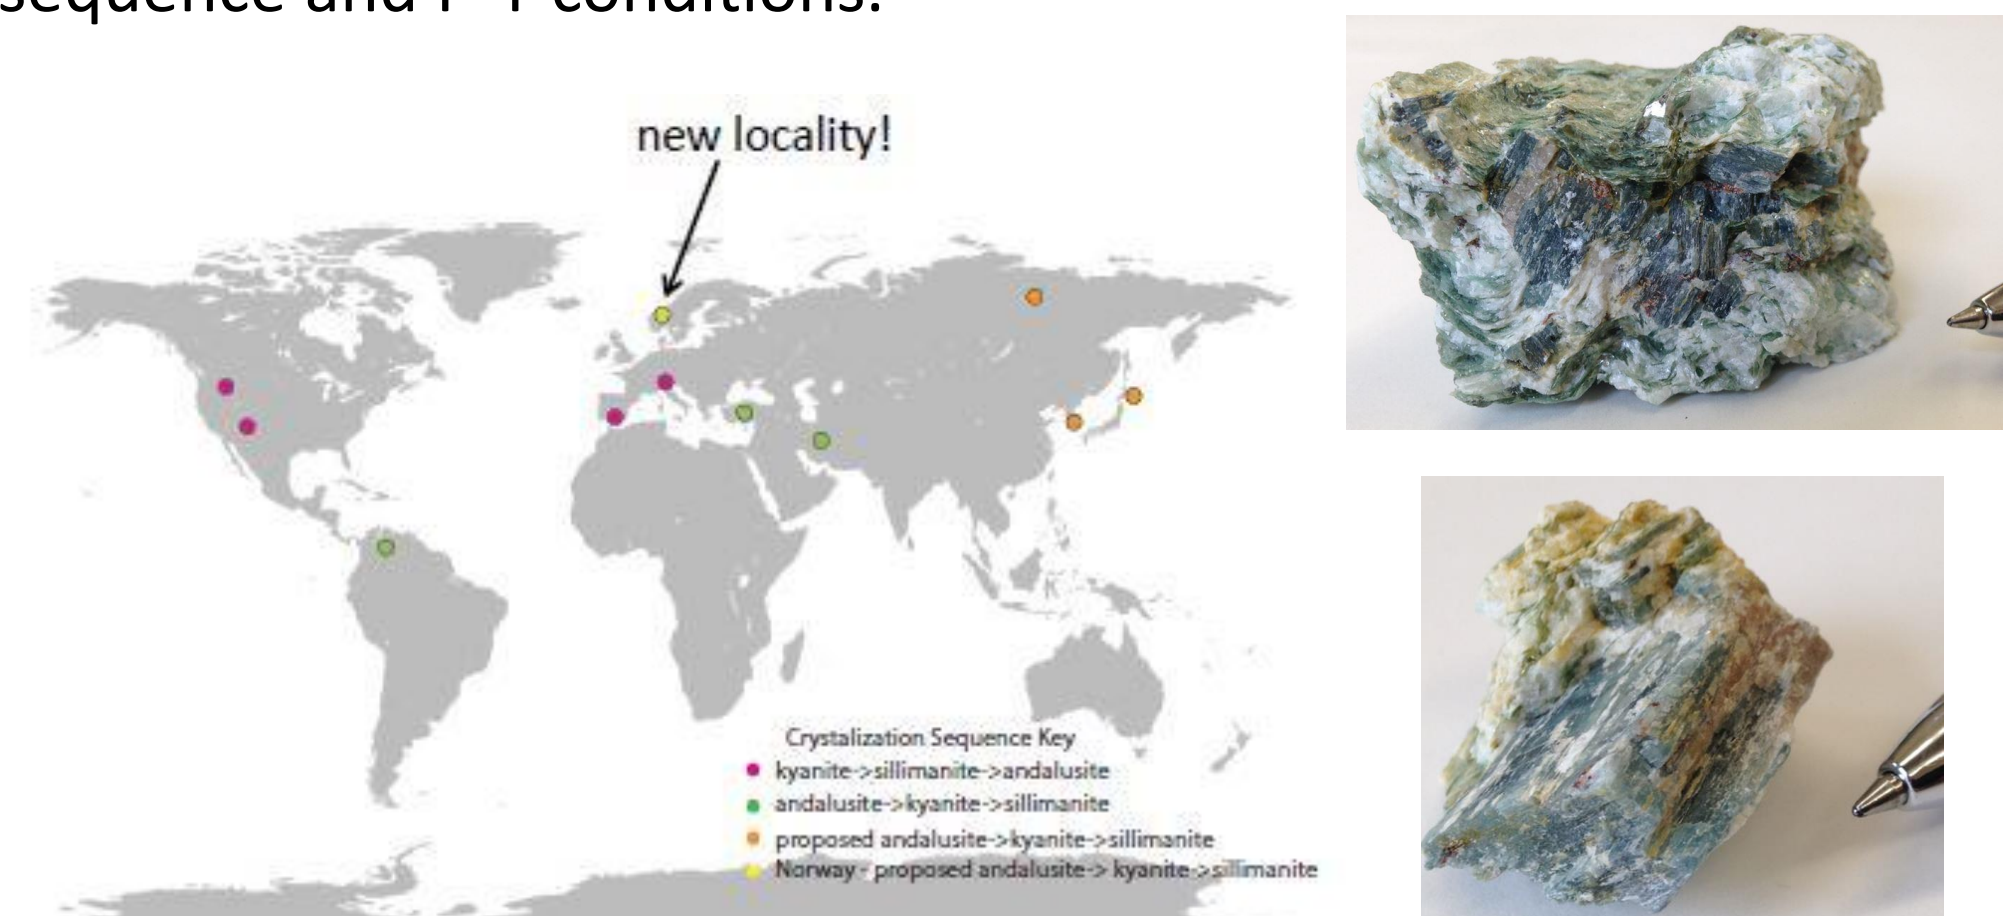 sequence and P-T conditions.
new locality!
Crystalization Sequence Key
kyanite->sillimanite->andalusite
andalusite->kyanite->sillimanite
proposed andalusite->kyanite->sillimanite
Norway - proposed andalusite-> kyanite->sillimanite